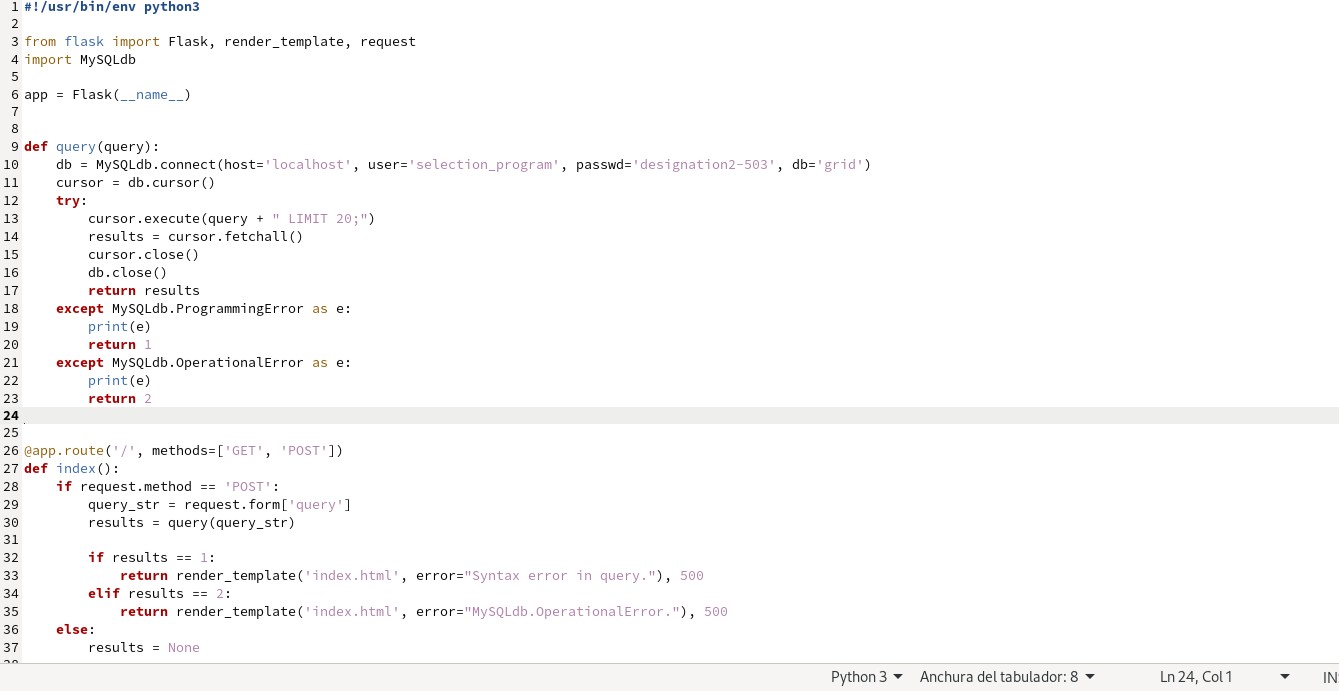 1 #!/usr/bin/env python3
2
3 from flask import Flask, render_template, request
4 import MySQLdb
5
6 app = Flask(__name__)
7
8
9 def query(query):
10     db = MySQLdb.connect(host='localhost', user='selection_program', passwd='designation2-503', db='grid')
11     cursor = db.cursor()
12     try:
13         cursor.execute(query + " LIMIT 20;")
14         results = cursor.fetchall()
15         cursor.close()
16         db.close()
17         return results
18     except MySQLdb.ProgrammingError as e:
19         print(e)
20         return 1
21     except MySQLdb.OperationalError as e:
22         print(e)
23         return 2
24
25
26 @app.route('/', methods=['GET', 'POST'])
27 def index():
28     if request.method == 'POST':
29         query_str = request.form['query']
30         results = query(query_str)
31
32         if results == 1:
33             return render_template('index.html', error="Syntax error in query."), 500
34         elif results == 2:
35             return render_template('index.html', error="MySQLdb.OperationalError."), 500
36     else:
37         results = None
Python 3 Anchura del tabulador: 8 Ln 24, Col 1 IN